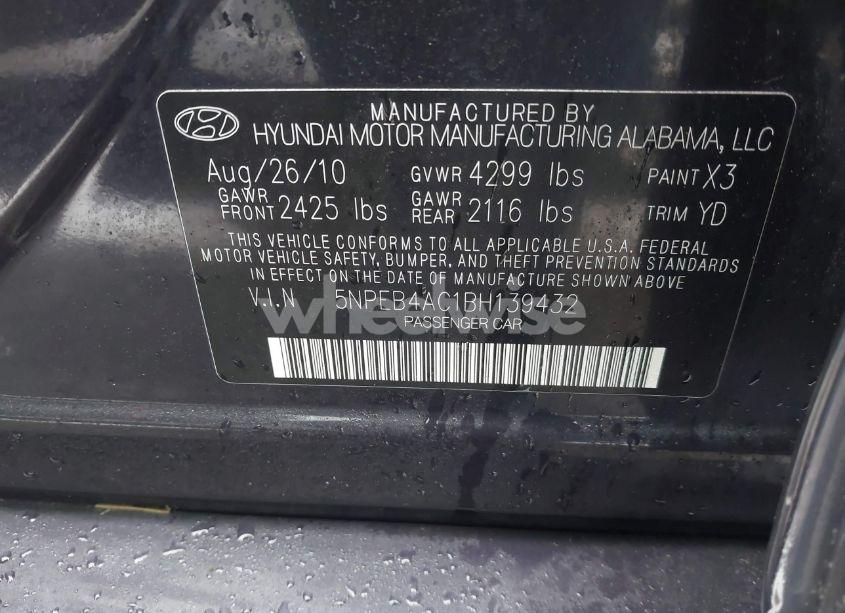 MANUFACTURED BY
HYUNDAI MOTOR MANUFACTURING ALABAMA, LLC
Aug/26/10 GVWR 4299 lbs PAINT X3
GAWR FRONT 2425 lbs GAWR REAR 2116 lbs TRIM YD
THIS VEHICLE CONFORMS TO ALL APPLICABLE U.S.A. FEDERAL
MOTOR VEHICLE SAFETY, BUMPER, AND THEFT PREVENTION STANDARDS
IN EFFECT ON THE DATE OF MANUFACTURE SHOWN ABOVE
V.I.N 5NPEB4AC1BH139432
wheelwise
PASSENGER CAR